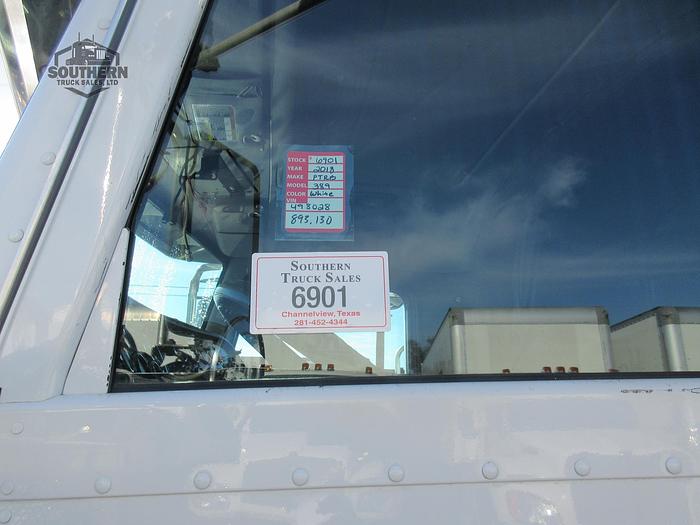 SOUTHERN
TRUCK SALES, LTD
STOCK 6901
YEAR 2018
MAKE PTRB
MODEL 389
COLOR White
VIN
498028
893,130
SOUTHERN
TRUCK SALES
6901
Channelview, Texas
281-452-4344